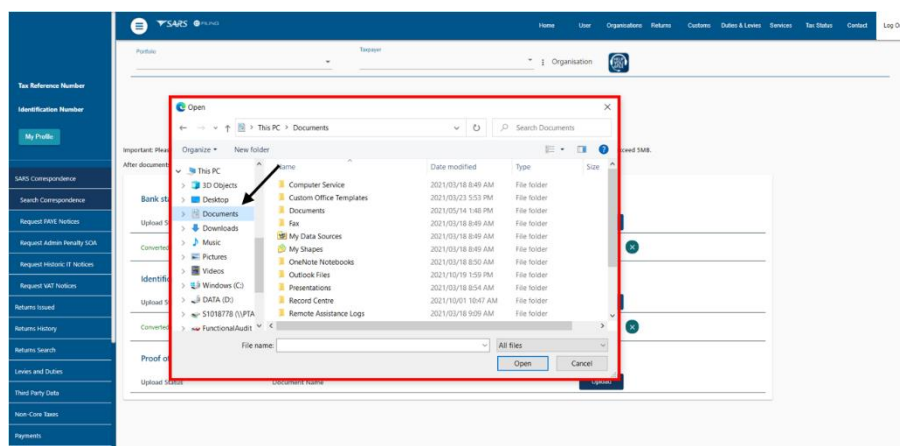 SARS eFILING
Home User Organisations Returns Customs Duties & Levies Services Tax Status Contact Log O
Portfolio
Taxpayer
Organisation
Tax Reference Number
Identification Number
My Profile
SARS Correspondence
Search Correspondence
Request PAYE Notices
Request Admin Penalty SOA
Request Historic IT Notices
Request VAT Notices
Returns Issued
Returns History
Returns Search
Levies and Duties
Third Party Data
Non-Core Taxes
Payments
Important: Pleas
xceed 5MB.
After document
Bank sta
Upload S
Converted
Identific
Upload S
Converted
Proof of
Upload Status Document Name Upload
Open
This PC > Documents
Search Documents
Organize New folder
This PC
3D Objects
Desktop
Documents
Downloads
Music
Pictures
Videos
Windows (C:)
DATA (D:)
S1018778 (\\PTA
FunctionalAudit
Name Date modified Type Size
Computer Service 2021/03/18 8:49 AM File folder
Custom Office Templates 2021/03/23 5:53 PM File folder
Documents 2021/05/14 1:48 PM File folder
Fax 2021/03/18 8:49 AM File folder
My Data Sources 2021/03/18 8:49 AM File folder
My Shapes 2021/03/18 8:49 AM File folder
OneNote Notebooks 2021/03/18 8:50 AM File folder
Outlook Files 2021/10/19 1:59 PM File folder
Presentations 2021/03/18 8:54 AM File folder
Record Centre 2021/10/01 10:47 AM File folder
Remote Assistance Logs 2021/03/18 9:09 AM File folder
File name:
All files
Open Cancel